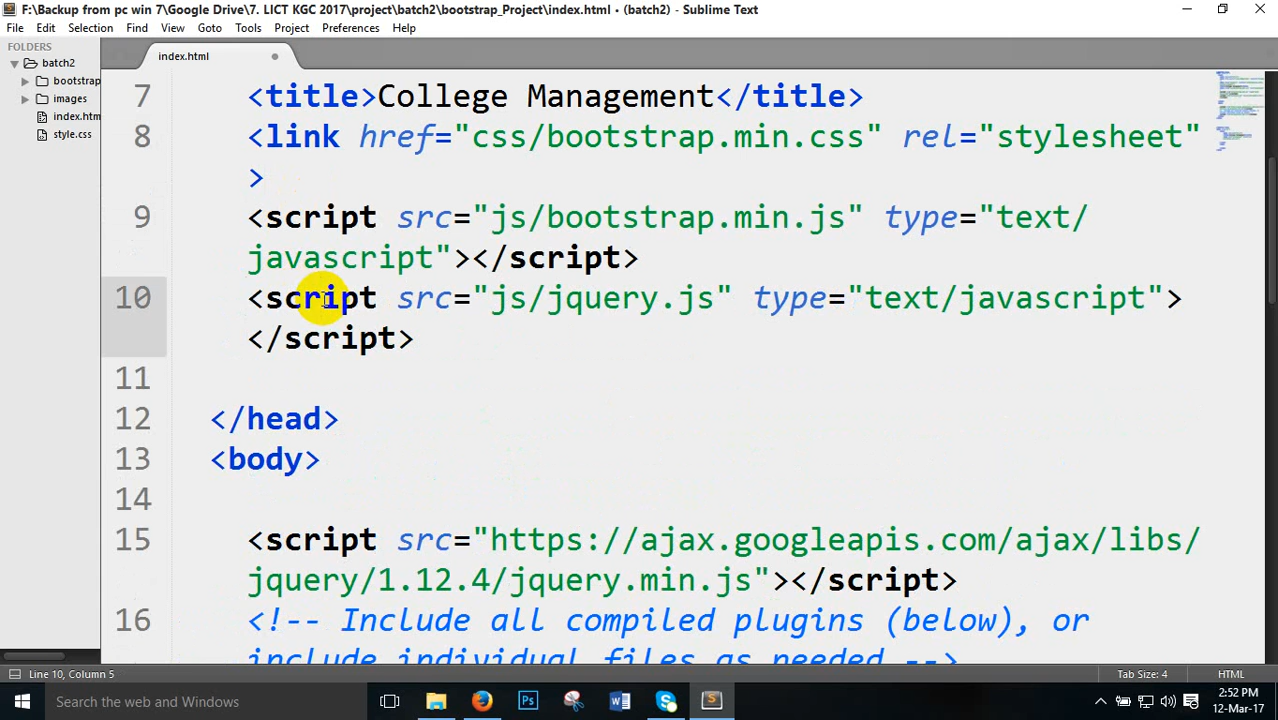 F:\Backup from pc win 7\Google Drive\7. LICT KGC 2017\project\batch2\bootstrap_Project\index.html • (batch2) - Sublime Text
File Edit Selection Find View Goto Tools Project Preferences Help
FOLDERS
batch2
bootstrap
images
index.htm
style.css
index.html
7 <title>College Management</title>
8 <link href="css/bootstrap.min.css" rel="stylesheet"
>
9 <script src="js/bootstrap.min.js" type="text/
javascript"></script>
10 <script src="js/jquery.js" type="text/javascript">
</script>
11
12 </head>
13 <body>
14
15 <script src="https://ajax.googleapis.com/ajax/libs/
jquery/1.12.4/jquery.min.js"></script>
16 <!-- Include all compiled plugins (below), or
include individual files as needed -->
Line 10, Column 5
Tab Size: 4
HTML
Search the web and Windows
2:52 PM
12-Mar-17